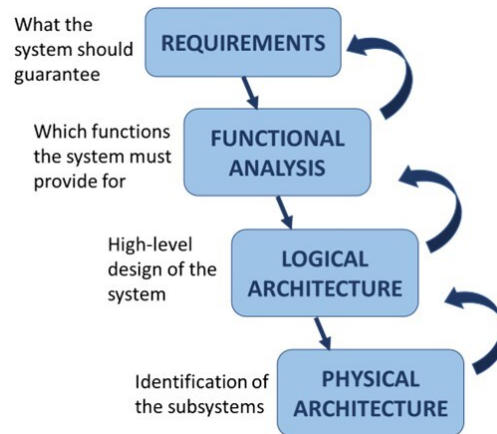 What the
system should
guarantee
REQUIREMENTS
Which functions
the system must
provide for
FUNCTIONAL
ANALYSIS
High-level
design of the
system
LOGICAL
ARCHITECTURE
Identification of
the subsystems
PHYSICAL
ARCHITECTURE